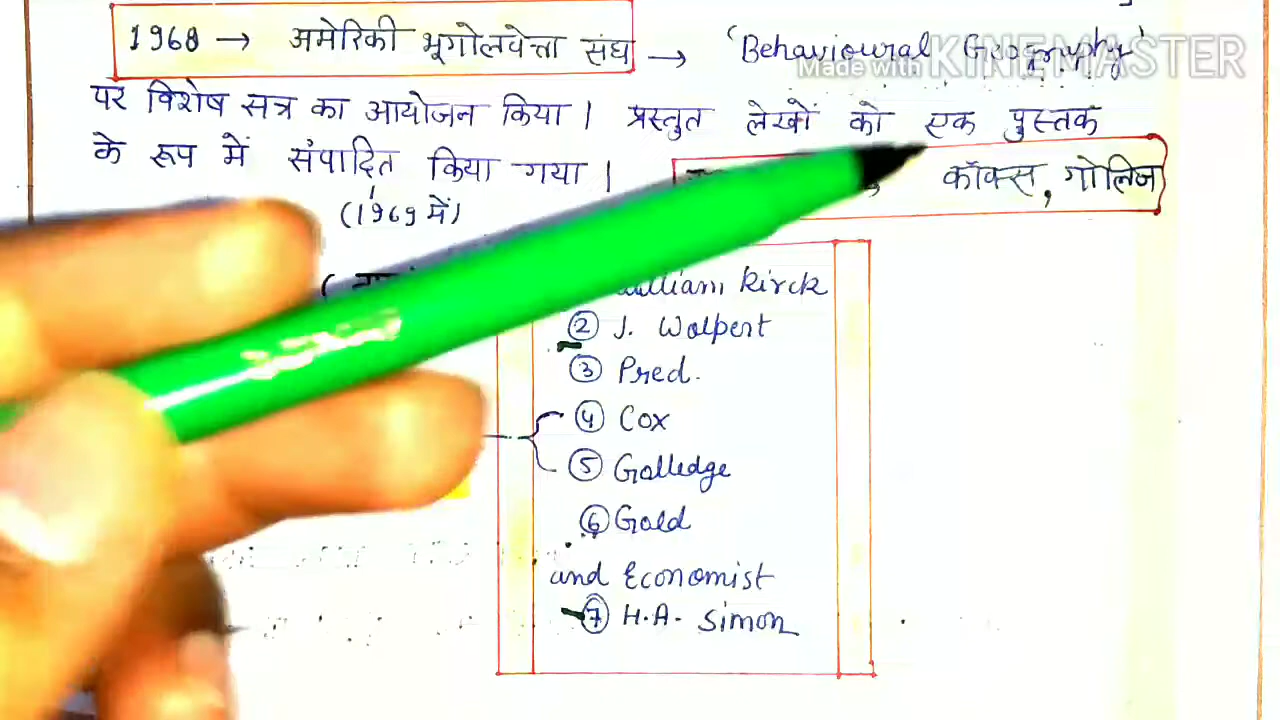 1968 → अमेरिकी भूगोलवेत्ता संघ → 'Behavioural Geography'
Made with KINEMASTER
पर विशेष सत्र का आयोजन किया। प्रस्तुत लेखों को एक पुस्तक
के रूप में संपादित किया गया।
कॉक्स, गोलिज
(1969 में)
William Kirck
② J. Wolpert
③ Pred.
④ Cox
⑤ Golledge
⑥ Gold
and Economist
⑦ H.A. Simon